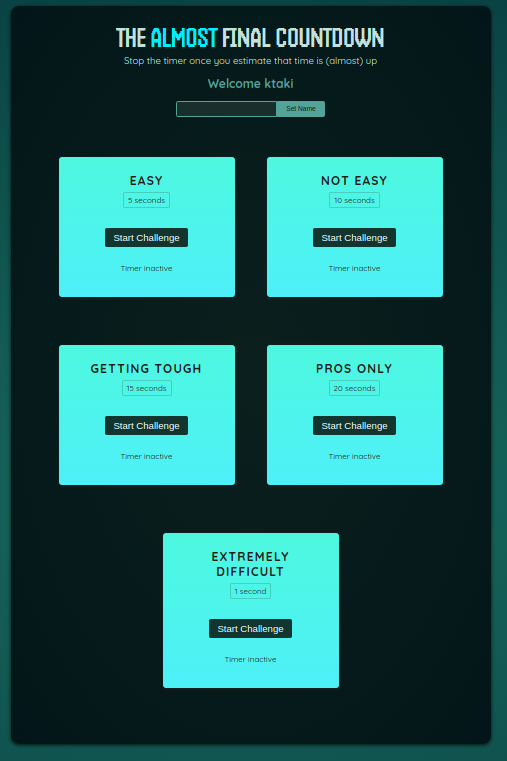 THE ALMOST FINAL COUNTDOWN
Stop the timer once you estimate that time is (almost) up
Welcome ktaki
Set Name
EASY
5 seconds
Start Challenge
Timer inactive
NOT EASY
10 seconds
Start Challenge
Timer inactive
GETTING TOUGH
15 seconds
Start Challenge
Timer inactive
PROS ONLY
20 seconds
Start Challenge
Timer inactive
EXTREMELY
DIFFICULT
1 second
Start Challenge
Timer inactive